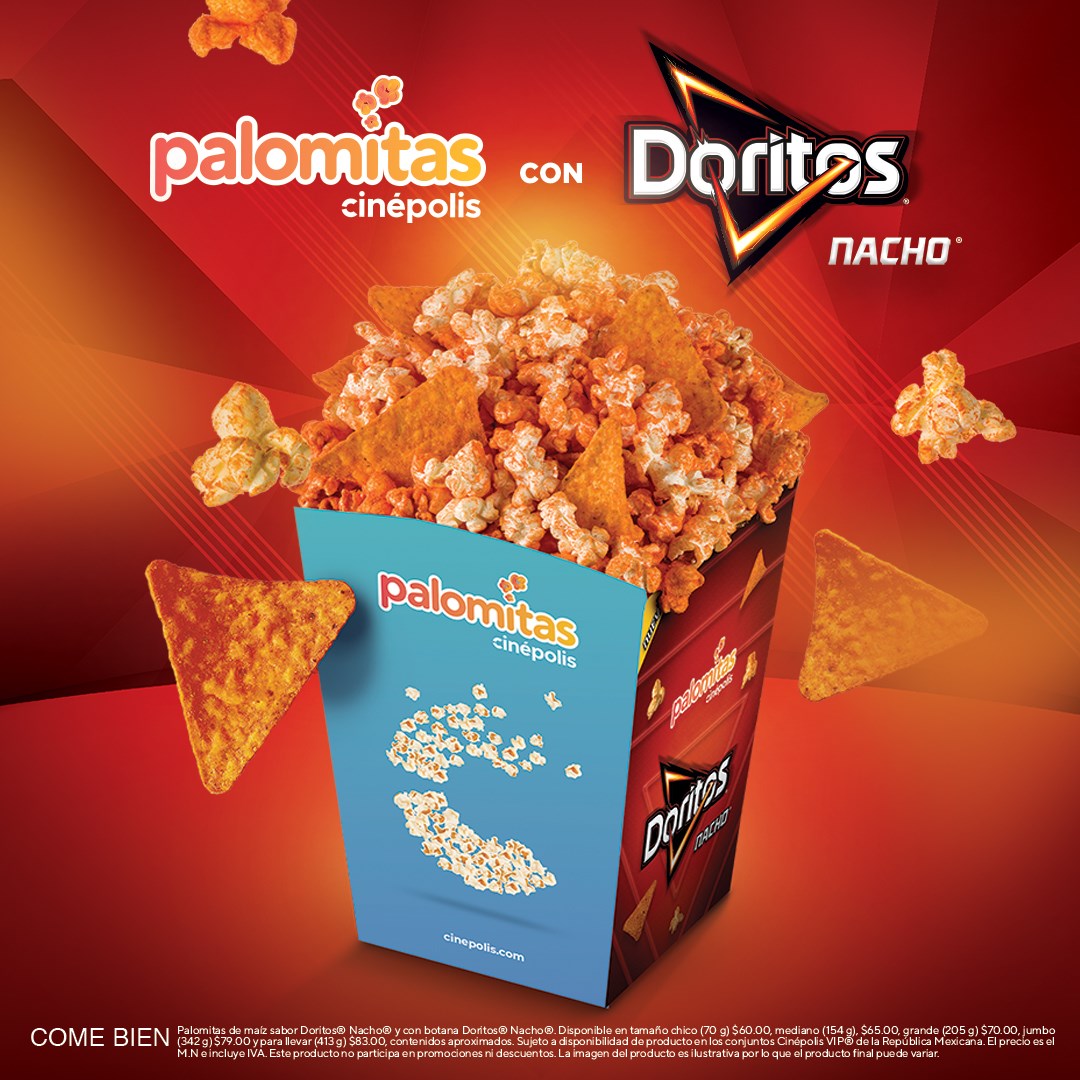 palomitas
cinépolis
CON
Doritos®
NACHO®
palomitas
cinépolis
palomitas
cinépolis
Doritos
NACHO
cinepolis.com
COME BIEN
Palomitas de maíz sabor Doritos® Nacho® y con botana Doritos® Nacho®. Disponible en tamaño chico (70 g) $60.00, mediano (154 g), $65.00, grande (205 g) $70.00, jumbo
(342 g) $79.00 y para llevar (413 g) $83.00, contenidos aproximados. Sujeto a disponibilidad de producto en los conjuntos Cinépolis VIP® de la República Mexicana. El precio es el
M.N e incluye IVA. Este producto no participa en promociones ni descuentos. La imagen del producto es ilustrativa por lo que el producto final puede variar.